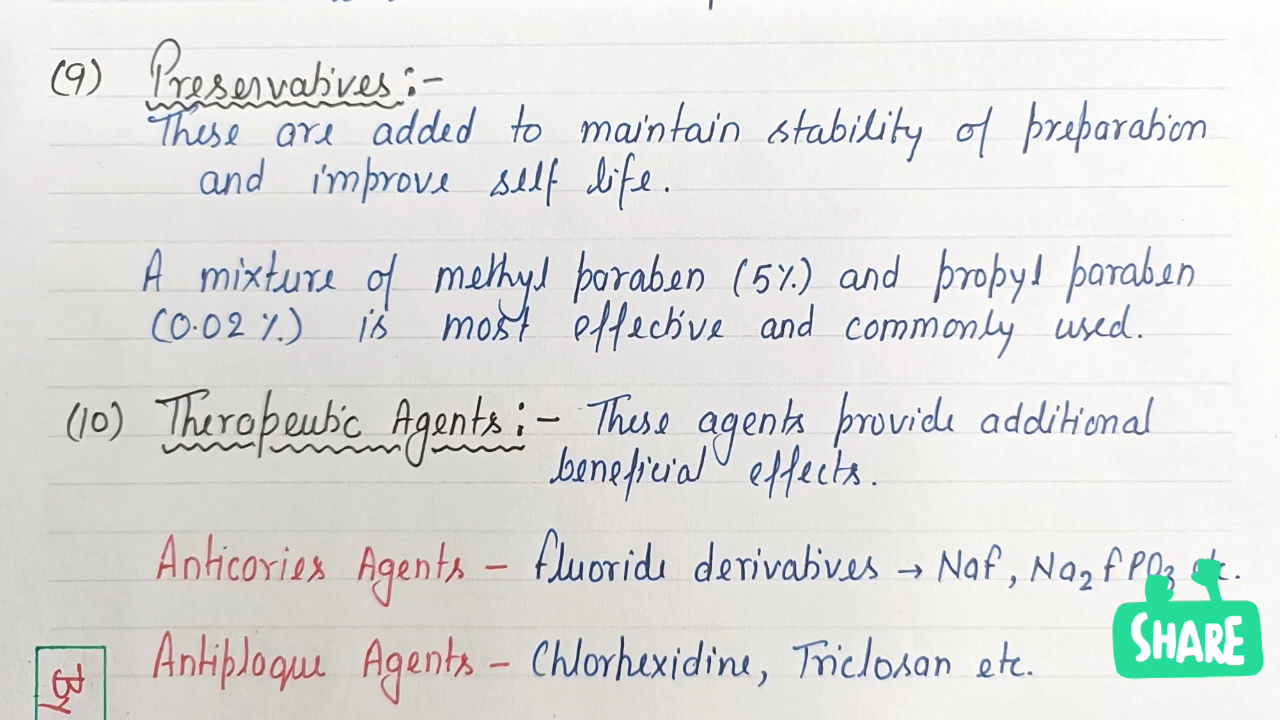 (9) Preservatives:-
These are added to maintain stability of preparation
and improve self life.
A mixture of methyl paraben (5%) and propyl paraben
(0.02%) is most effective and commonly used.
(10) Therapeutic Agents:- These agents provide additional
beneficial effects.
Anticaries Agents - fluoride derivatives → Naf, Na2fPO3 etc.
Antiplaque Agents - Chlorhexidine, Triclosan etc.
SHARE
By